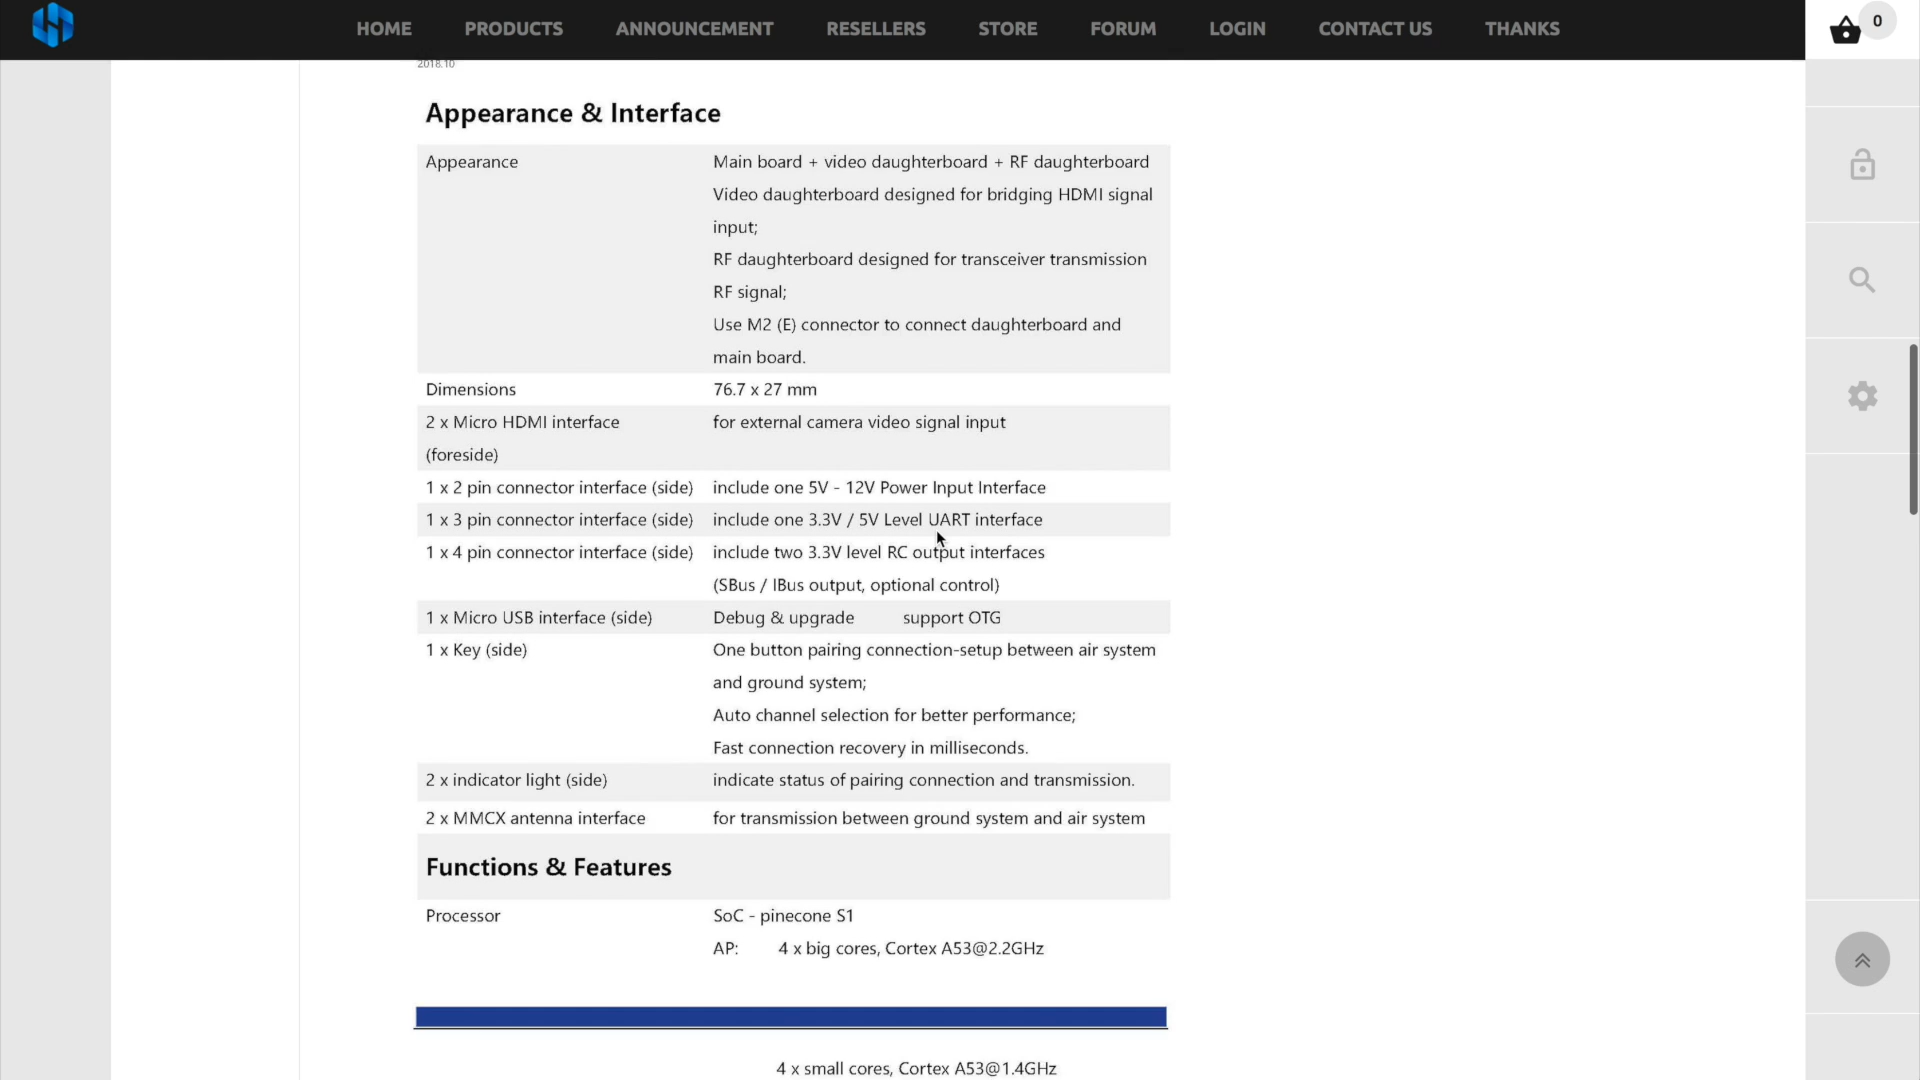 HOME PRODUCTS ANNOUNCEMENT RESELLERS STORE FORUM LOGIN CONTACT US THANKS 0
2018.10
Appearance & Interface
Appearance Main board + video daughterboard + RF daughterboard
Video daughterboard designed for bridging HDMI signal
input;
RF daughterboard designed for transceiver transmission
RF signal;
Use M2 (E) connector to connect daughterboard and
main board.
Dimensions 76.7 x 27 mm
2 x Micro HDMI interface for external camera video signal input
(foreside)
1 x 2 pin connector interface (side) include one 5V - 12V Power Input Interface
1 x 3 pin connector interface (side) include one 3.3V / 5V Level UART interface
1 x 4 pin connector interface (side) include two 3.3V level RC output interfaces
(SBus / IBus output, optional control)
1 x Micro USB interface (side) Debug & upgrade support OTG
1 x Key (side) One button pairing connection-setup between air system
and ground system;
Auto channel selection for better performance;
Fast connection recovery in milliseconds.
2 x indicator light (side) indicate status of pairing connection and transmission.
2 x MMCX antenna interface for transmission between ground system and air system
Functions & Features
Processor SoC - pinecone S1
AP: 4 x big cores, Cortex A53@2.2GHz
4 x small cores, Cortex A53@1.4GHz